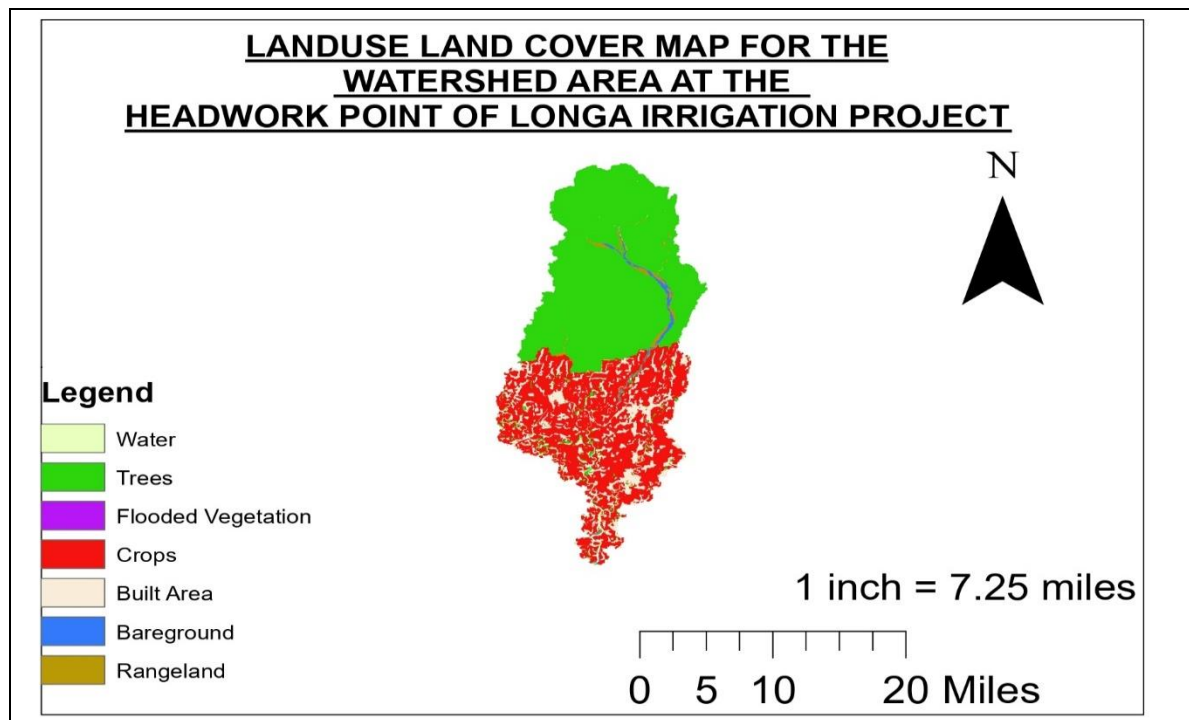 LANDUSE LAND COVER MAP FOR THE
WATERSHED AREA AT THE
HEADWORK POINT OF LONGA IRRIGATION PROJECT
N
Legend
Water
Trees
Flooded Vegetation
Crops
Built Area
Bareground
Rangeland
1 inch = 7.25 miles
0 5 10 20 Miles